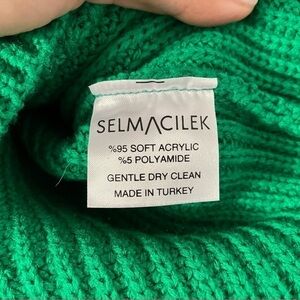 SELMACILEK
%95 SOFT ACRYLIC
%5 POLYAMIDE
GENTLE DRY CLEAN
MADE IN TURKEY